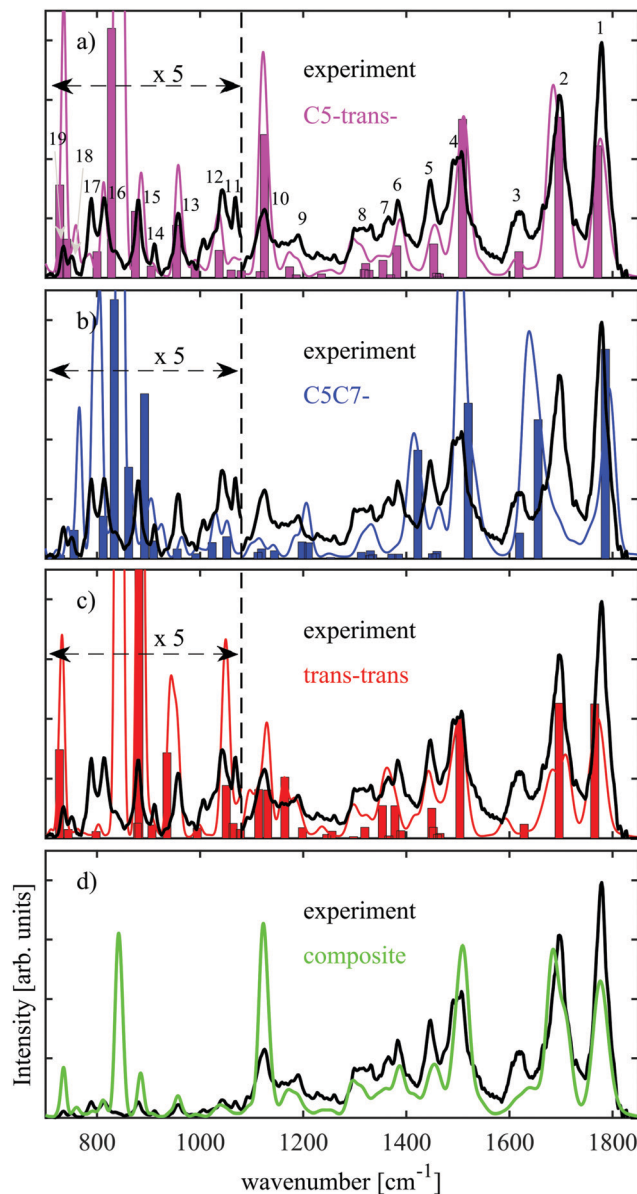 a)
x 5
experiment
C5-trans-
1
2
3
4
5
6
7
8
9
10
11
12
13
14
15
16
17
18
19
b)
x 5
experiment
C5C7-
c)
x 5
experiment
trans-trans
d)
experiment
composite
Intensity [arb. units]
800 1000 1200 1400 1600 1800
wavenumber [cm-1]